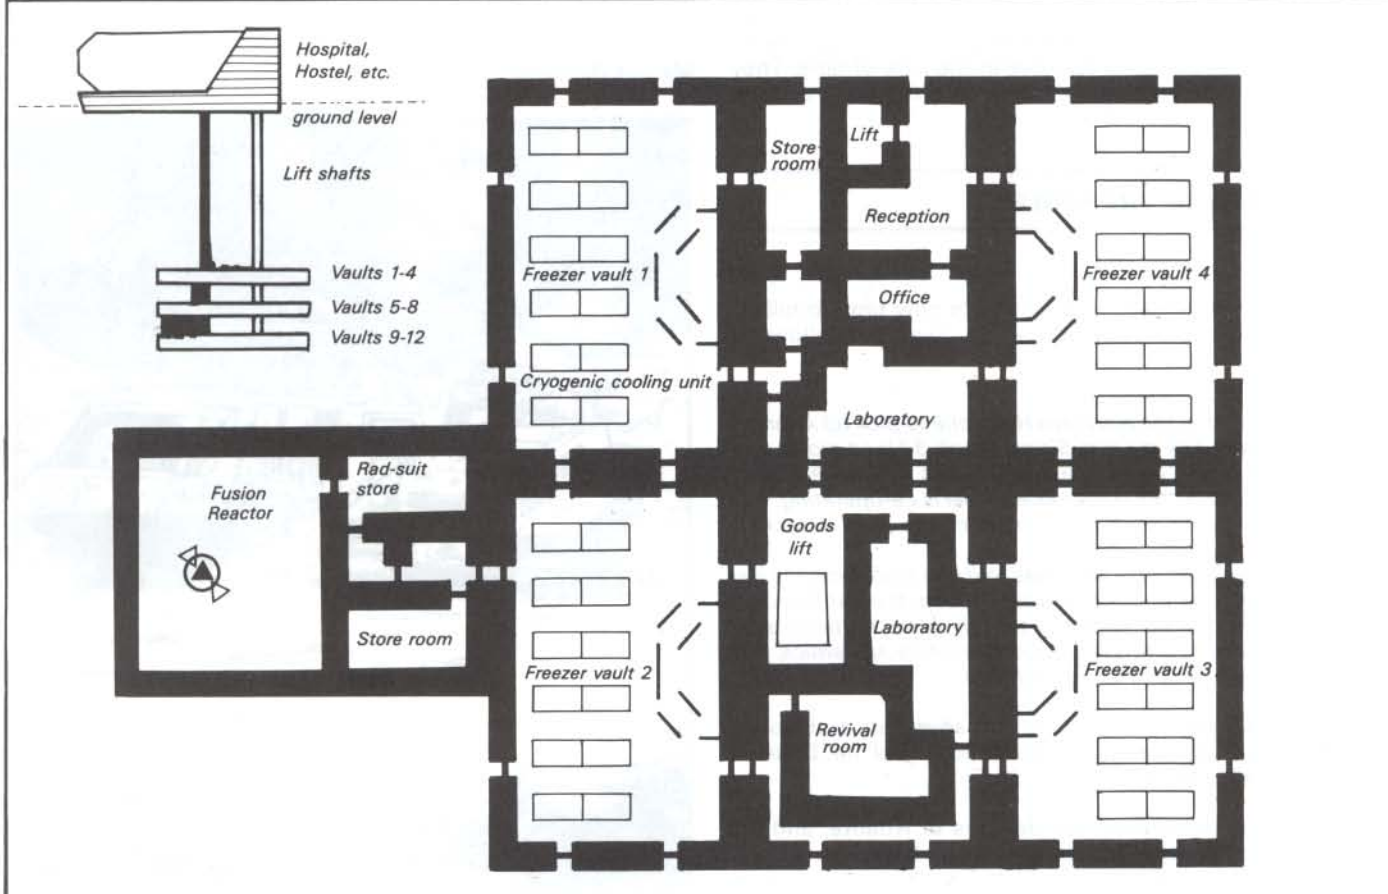 Hospital,
Hostel, etc.
ground level
Lift shafts
Vaults 1-4
Vaults 5-8
Vaults 9-12
Store-
room
Lift
Reception
Freezer vault 1
Freezer vault 4
Office
Cryogenic cooling unit
Laboratory
Rad-suit
store
Fusion
Reactor
Goods
lift
Laboratory
Store room
Freezer vault 2
Freezer vault 3
Revival
room